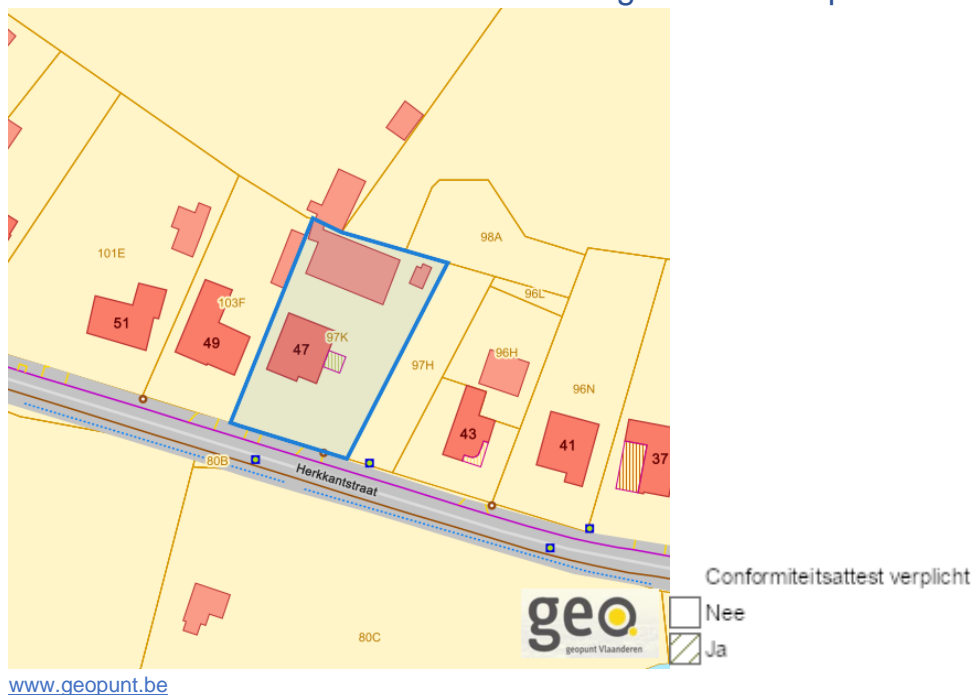 101E
103F
51
49
47
97K
97H
98A
96L
96H
96N
43
41
37
80B
Herkkantstraat
80C
geo
geopunt Vlaanderen
Conformiteitsattest verplicht
Nee
Ja
www.geopunt.be